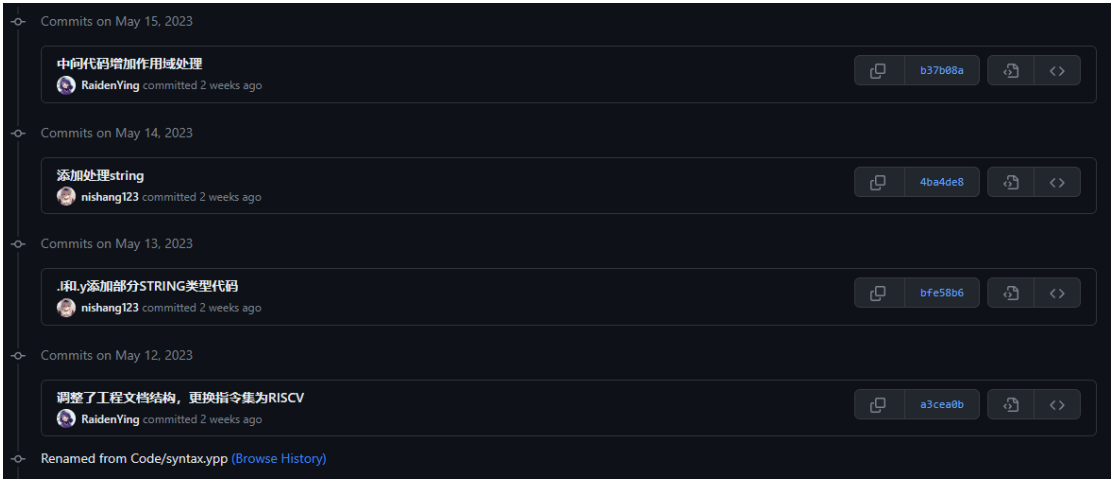 Commits on May 15, 2023
中间代码增加作用域处理
RaidenYing committed 2 weeks ago
b37b08a
Commits on May 14, 2023
添加处理string
nishang123 committed 2 weeks ago
4ba4de8
Commits on May 13, 2023
.l和.y添加部分STRING类型代码
nishang123 committed 2 weeks ago
bfe58b6
Commits on May 12, 2023
调整了工程文档结构，更换指令集为RISCV
RaidenYing committed 2 weeks ago
a3cea0b
Renamed from Code/syntax.ypp (Browse History)